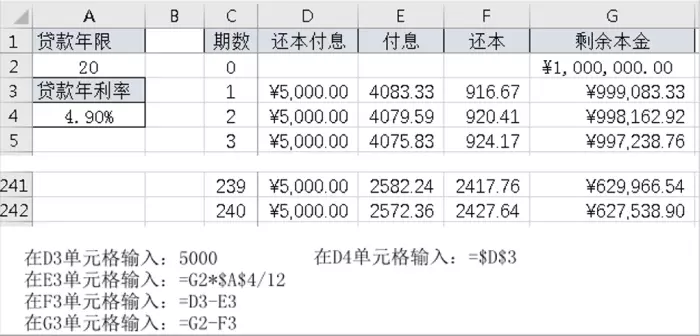 A B C D E F G
1 贷款年限 期数 还本付息 付息 还本 剩余本金
2 20 0 ¥1,000,000.00
3 贷款年利率 1 ¥5,000.00 4083.33 916.67 ¥999,083.33
4 4.90% 2 ¥5,000.00 4079.59 920.41 ¥998,162.92
5 3 ¥5,000.00 4075.83 924.17 ¥997,238.76
241 239 ¥5,000.00 2582.24 2417.76 ¥629,966.54
242 240 ¥5,000.00 2572.36 2427.64 ¥627,538.90
在D3单元格输入：5000 在D4单元格输入：=$D$3
在E3单元格输入：=G2*$A$4/12
在F3单元格输入：=D3-E3
在G3单元格输入：=G2-F3